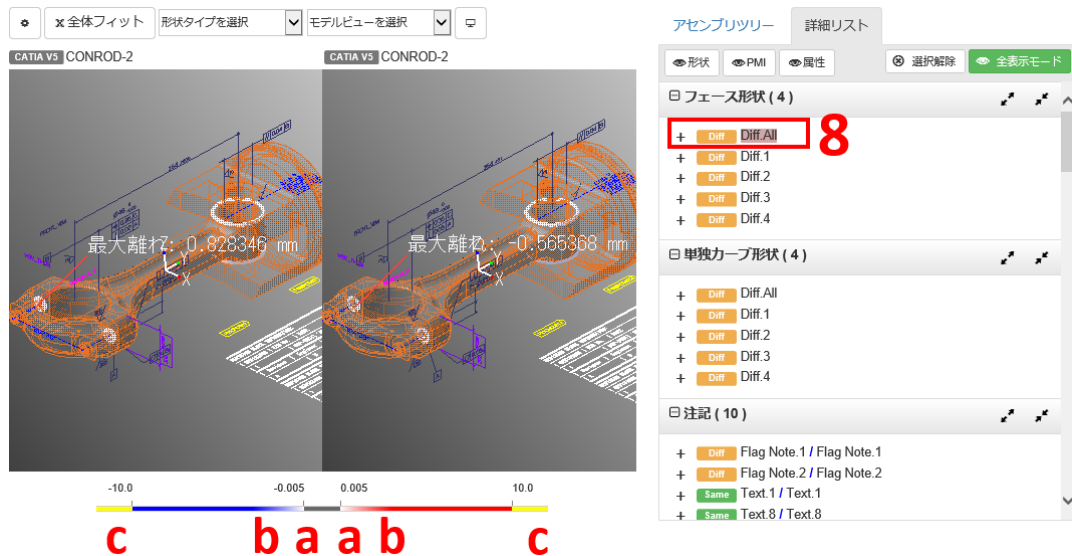 全体フィット
形状タイプを選択
モデルビューを選択
アセンブリツリー
詳細リスト
CATIA V5 CONROD-2
CATIA V5 CONROD-2
形状
PMI
属性
選択解除
全表示モード
フェース形状 ( 4 )
+ Diff Diff.All
8
+ Diff Diff.1
+ Diff Diff.2
+ Diff Diff.3
+ Diff Diff.4
最大離れ: 0.828346 mm
最大離れ: -0.565368 mm
Y
X
Y
X
単独カーブ形状 ( 4 )
+ Diff Diff.All
+ Diff Diff.1
+ Diff Diff.2
+ Diff Diff.3
+ Diff Diff.4
注記 ( 10 )
+ Diff Flag Note.1 / Flag Note.1
+ Diff Flag Note.2 / Flag Note.2
+ Same Text.1 / Text.1
+ Same Text.8 / Text.8
-10.0 -0.005 0.005 10.0
c b a a b c